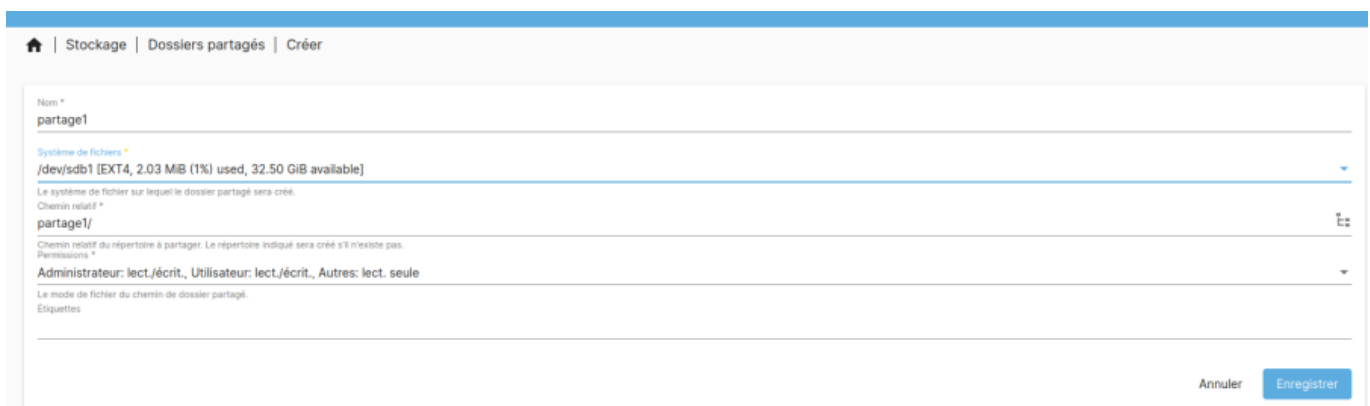 Stockage | Dossiers partagés | Créer
Nom *
partage1
Système de fichiers *
/dev/sdb1 [EXT4, 2.03 MiB (1%) used, 32.50 GiB available]
Le système de fichier sur lequel le dossier partagé sera créé.
Chemin relatif *
partage1/
Chemin relatif du répertoire à partager. Le répertoire indiqué sera créé s'il n'existe pas.
Permissions *
Administrateur: lect./écrit., Utilisateur: lect./écrit., Autres: lect. seule
Le mode de fichier du chemin de dossier partagé.
Étiquettes
Annuler Enregistrer